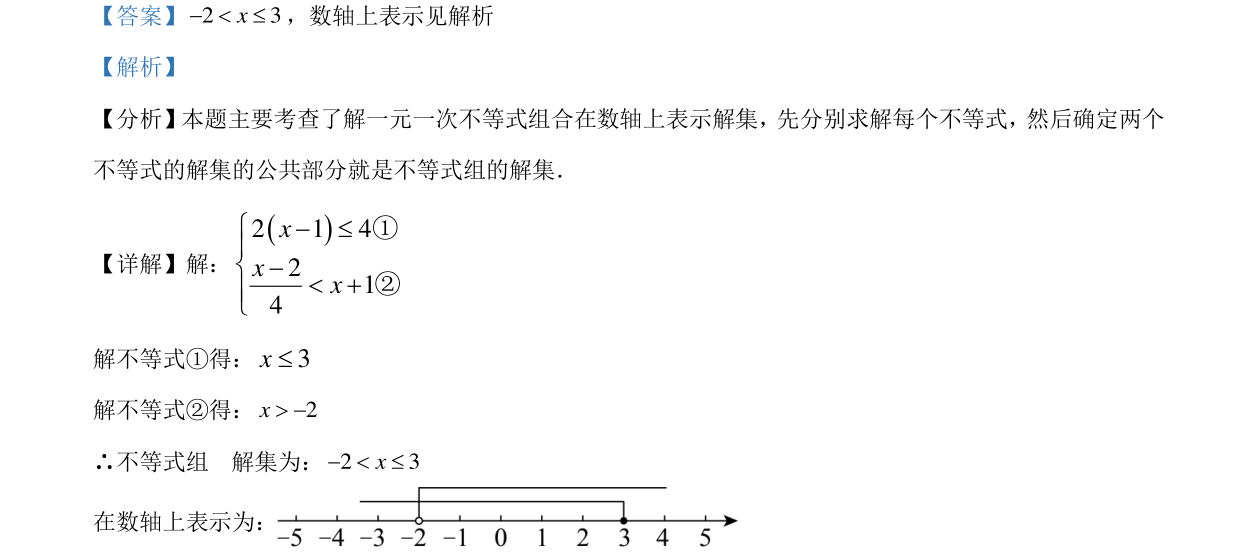 【答案】−2 < x ≤ 3，数轴上表示见解析
【解析】
【分析】本题主要考查了解一元一次不等式组合在数轴上表示解集，先分别求解每个不等式，然后确定两个
不等式的解集的公共部分就是不等式组的解集．
【详解】解：{ 2(x−1) ≤ 4①
(x−2)/4 < x+1②
解不等式①得：x ≤ 3
解不等式②得：x > −2
∴不等式组　解集为：−2 < x ≤ 3
在数轴上表示为：
−5 −4 −3 −2 −1 0 1 2 3 4 5